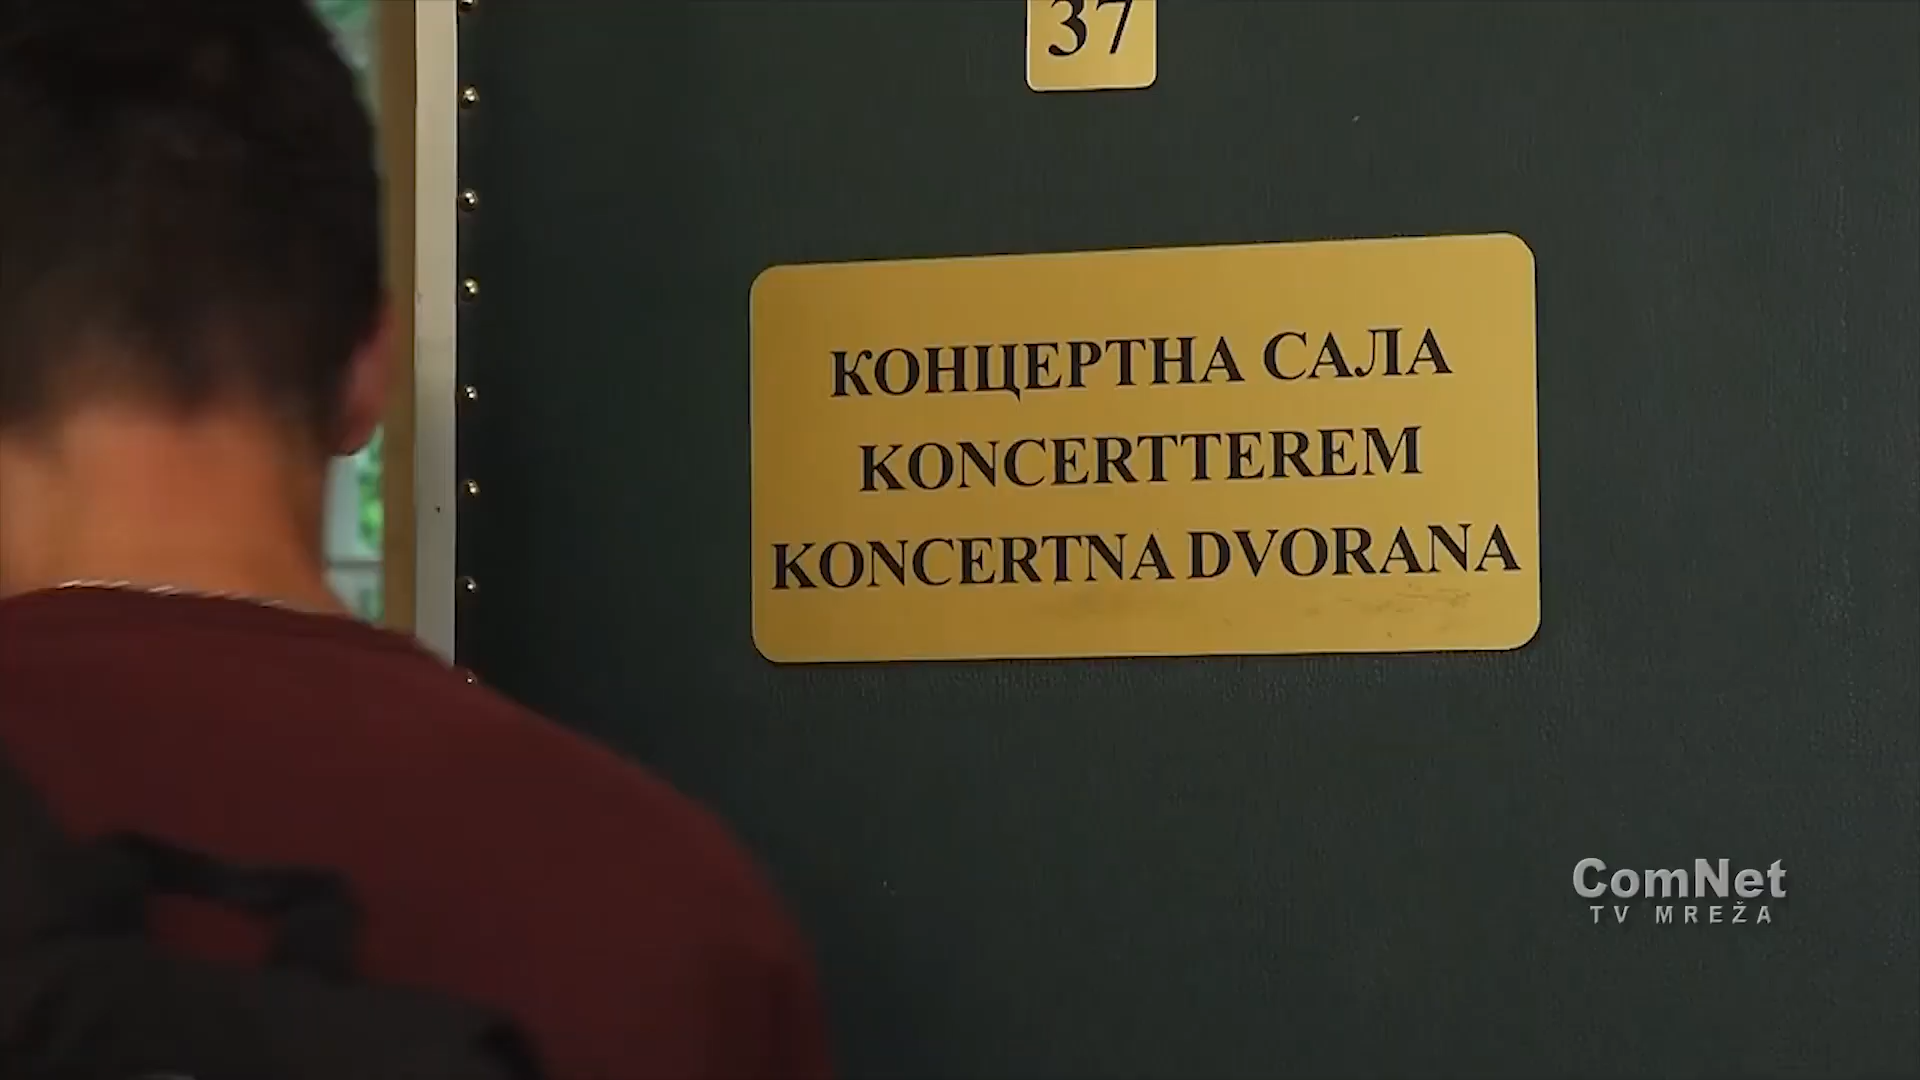 37
КОНЦЕРТНА САЛА
KONCERTTEREM
KONCERTNA DVORANA
ComNet
TV MREŽA